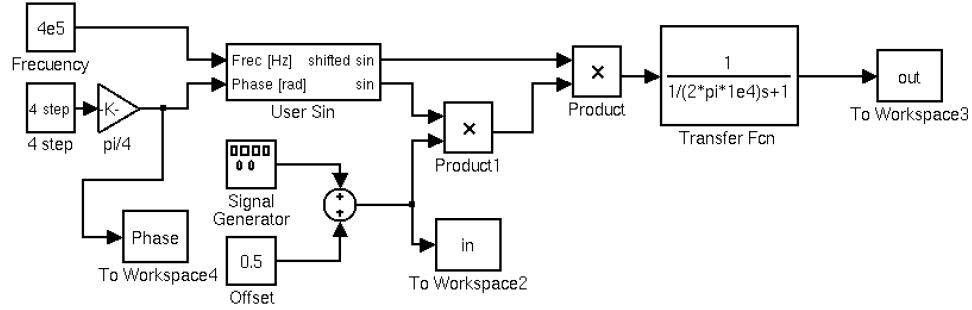 4e5
Frecuency
4 step
4 step
-K-
pi/4
Frec [Hz]
shifted sin
Phase [rad]
sin
User Sin
×
Product1
×
Product
1
1/(2*pi*1e4)s+1
Transfer Fcn
out
To Workspace3
Signal
Generator
+
+
Phase
To Workspace4
0.5
Offset
in
To Workspace2